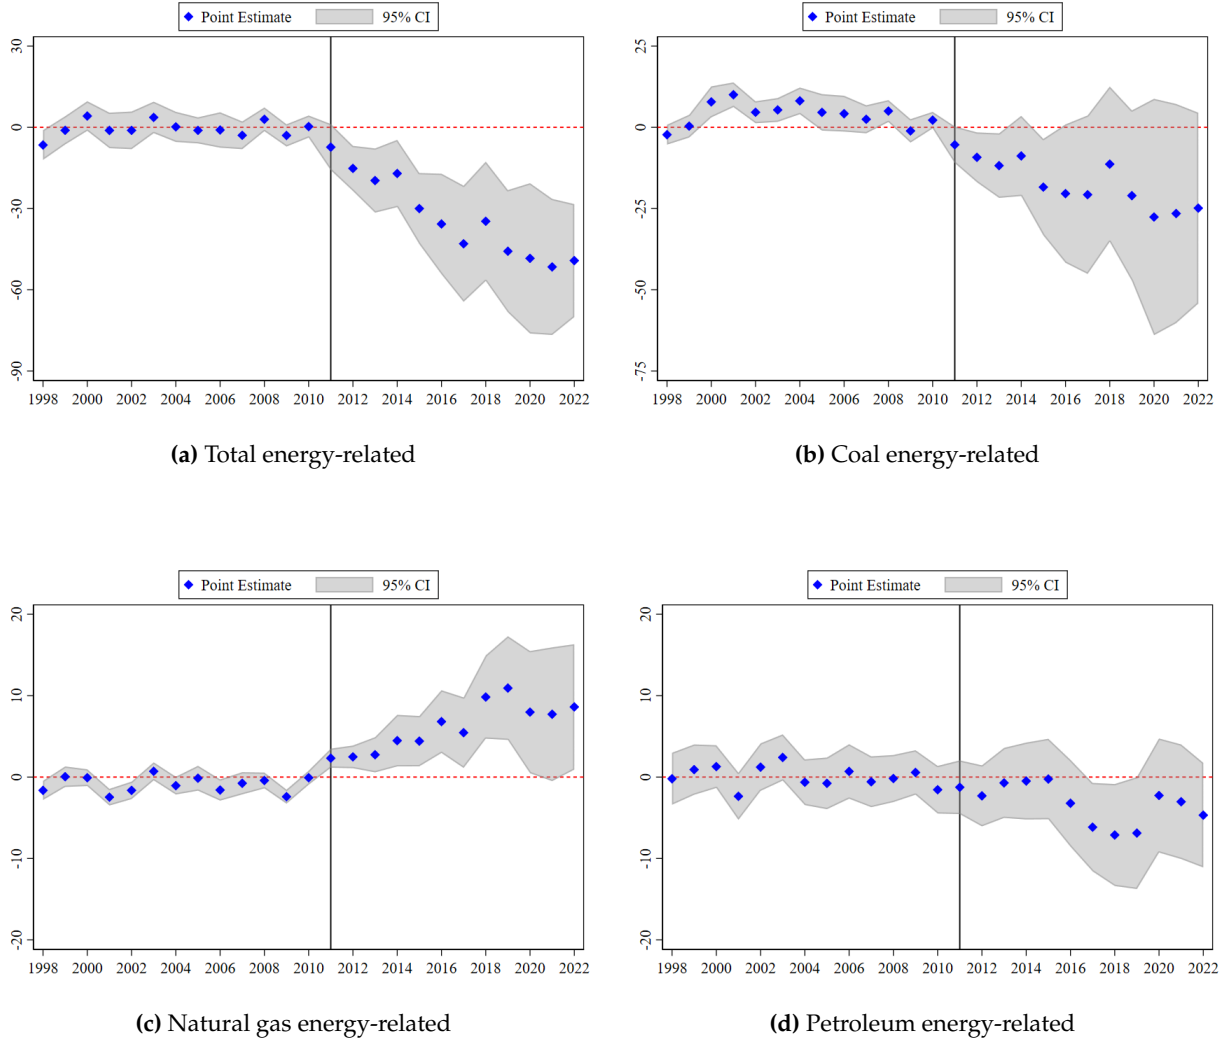 Point Estimate 95% CI
30
0
-30
-60
-90
1998 2000 2002 2004 2006 2008 2010 2012 2014 2016 2018 2020 2022
(a) Total energy-related
Point Estimate 95% CI
25
0
-25
-50
-75
1998 2000 2002 2004 2006 2008 2010 2012 2014 2016 2018 2020 2022
(b) Coal energy-related
Point Estimate 95% CI
20
10
0
-10
-20
1998 2000 2002 2004 2006 2008 2010 2012 2014 2016 2018 2020 2022
(c) Natural gas energy-related
Point Estimate 95% CI
20
10
0
-10
-20
1998 2000 2002 2004 2006 2008 2010 2012 2014 2016 2018 2020 2022
(d) Petroleum energy-related